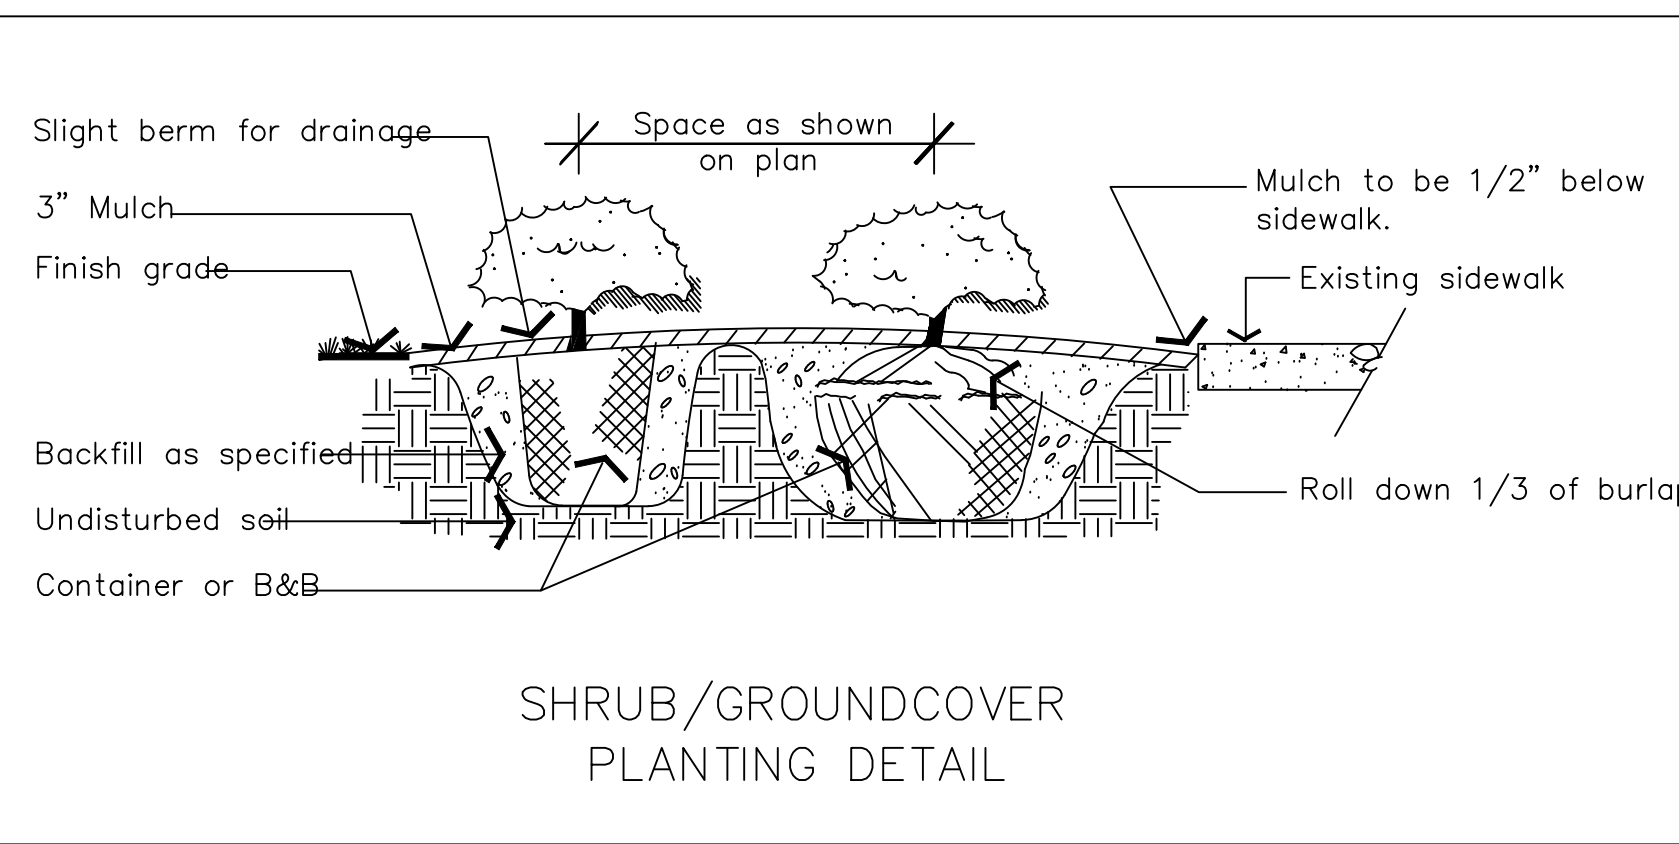 Slight berm for drainage
Space as shown
on plan
3” Mulch
Finish grade
Mulch to be 1/2” below
sidewalk.
Existing sidewalk
Backfill as specified
Roll down 1/3 of
Undisturbed soil
Container or B&B
SHRUB/GROUNDCOVER
PLANTING DETAIL